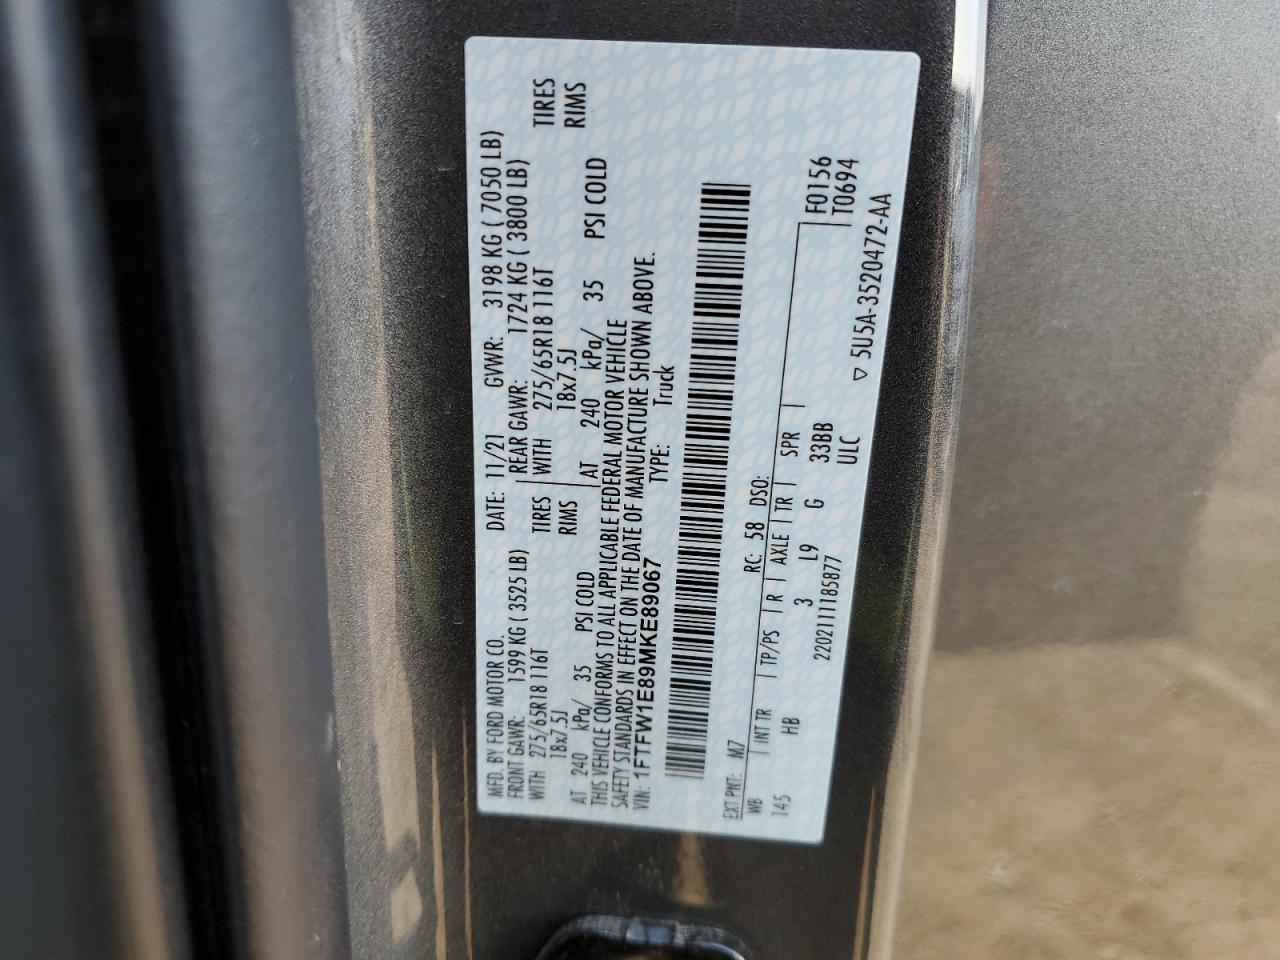 MFD. BY FORD MOTOR CO. DATE: 11/21 GVWR: 3198 KG ( 7050 LB)
FRONT GAWR: 1599 KG ( 3525 LB) REAR GAWR: 1724 KG ( 3800 LB)
WITH 275/65R18 116T TIRES WITH 275/65R18 116T TIRES
18x7.5J RIMS 18x7.5J RIMS
AT 240 kPa/ 35 PSI COLD AT 240 kPa/ 35 PSI COLD
THIS VEHICLE CONFORMS TO ALL APPLICABLE FEDERAL MOTOR VEHICLE
SAFETY STANDARDS IN EFFECT ON THE DATE OF MANUFACTURE SHOWN ABOVE.
VIN: 1FTFW1E89MKE89067 TYPE: Truck
EXT PNT: M7 RC: 58 DSO:
WB INT TR TP/PS R AXLE TR SPR F0156
145 HB 3 L9 G 33BB T0694
220211118587​7 ULC
▽ 5U5A-3520472-AA